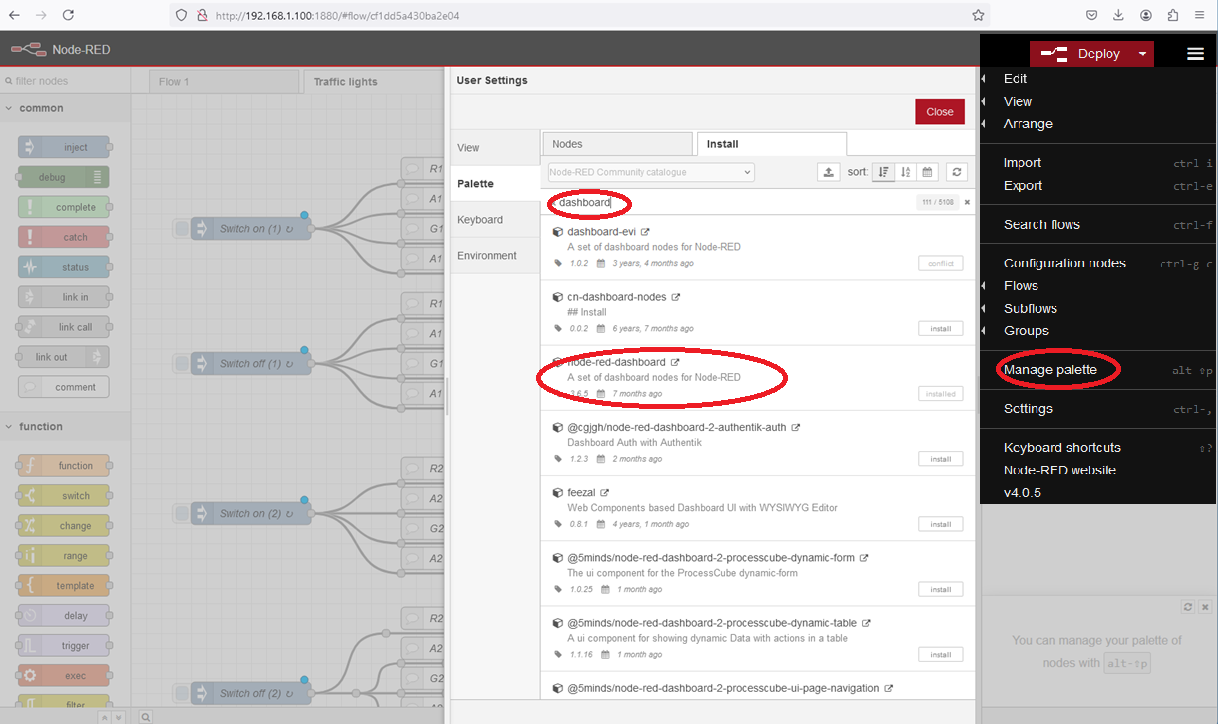 http://192.168.1.100:1880/#flow/cf1dd5a430ba2e04
Node-RED
Deploy
filter nodes
Flow 1
Traffic lights
common
inject
debug
complete
catch
status
link in
link call
link out
comment
function
function
switch
change
range
template
delay
trigger
exec
filter
Switch on (1) ↻
R1
A1
G1
A1
Switch off (1) ↻
R1
A1
G1
A1
Switch on (2) ↻
R2
A2
G2
A2
Switch off (2) ↻
R2
A2
G2
User Settings
Close
View
Palette
Keyboard
Environment
Nodes
Install
Node-RED Community catalogue
sort:
dashboard
111 / 5108
dashboard-evi
A set of dashboard nodes for Node-RED
1.0.2 3 years, 4 months ago
conflict
cn-dashboard-nodes
## Install
0.0.2 6 years, 7 months ago
install
node-red-dashboard
A set of dashboard nodes for Node-RED
3.6.5 7 months ago
installed
@cgjgh/node-red-dashboard-2-authentik-auth
Dashboard Auth with Authentik
1.2.3 2 months ago
install
feezal
Web Components based Dashboard UI with WYSIWYG Editor
0.8.1 4 years, 1 month ago
install
@5minds/node-red-dashboard-2-processcube-dynamic-form
The ui component for the ProcessCube dynamic-form
1.0.25 1 month ago
install
@5minds/node-red-dashboard-2-processcube-dynamic-table
A ui component for showing dynamic Data with actions in a table
1.1.16 1 month ago
install
@5minds/node-red-dashboard-2-processcube-ui-page-navigation
Edit
View
Arrange
Import ctrl-i
Export ctrl-e
Search flows ctrl-f
Configuration nodes ctrl-g c
Flows
Subflows
Groups
Manage palette alt-⇧p
Settings ctrl-,
Keyboard shortcuts ⇧?
Node-RED website
v4.0.5
You can manage your palette of
nodes with alt-⇧p